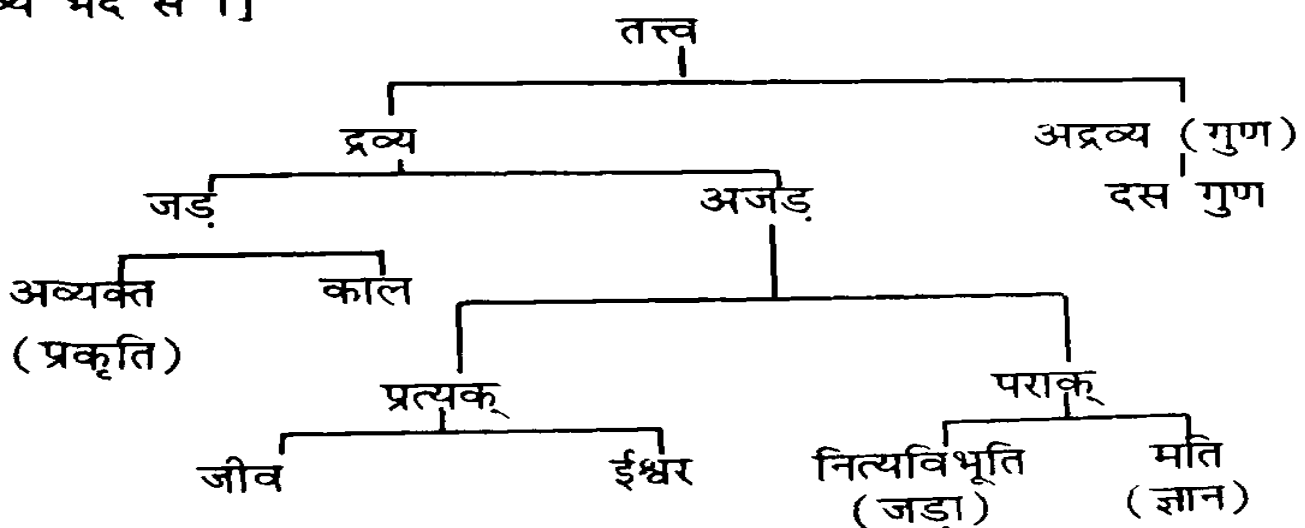 भेद से ।]
तत्त्व
द्रव्य
अद्रव्य (गुण)
जड़
अजड़
दस गुण
अव्यक्त
काल
(प्रकृति)
प्रत्यक्
पराक्
जीव
ईश्वर
नित्यविभूति
मति
(जडा)
(ज्ञान)